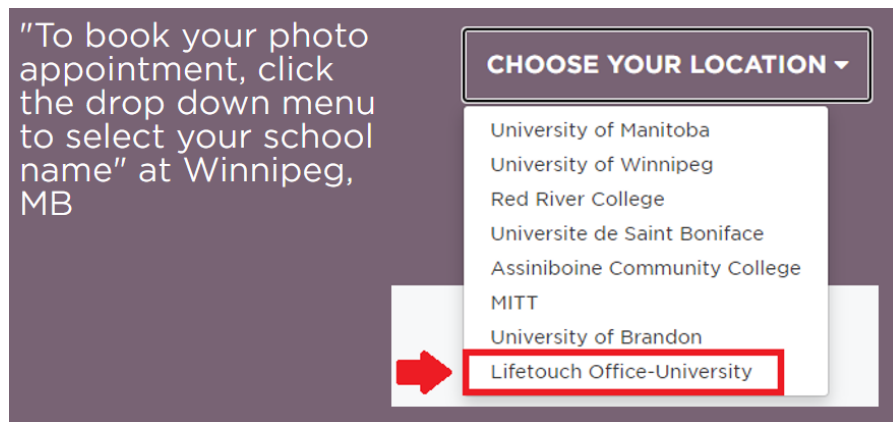 "To book your photo
appointment, click
the drop down menu
to select your school
name" at Winnipeg,
MB
CHOOSE YOUR LOCATION
University of Manitoba
University of Winnipeg
Red River College
Universite de Saint Boniface
Assiniboine Community College
MITT
University of Brandon
Lifetouch Office-University